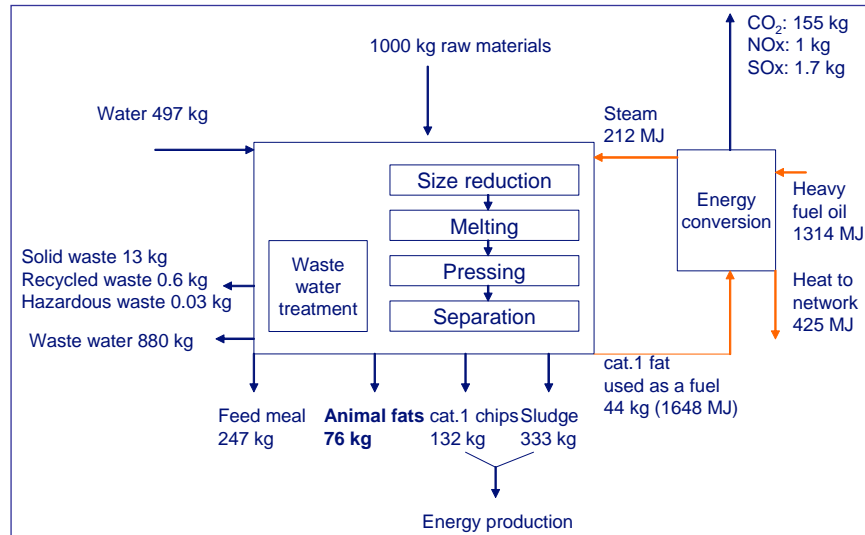 CO₂: 155 kg
NOx: 1 kg
SOx: 1.7 kg
1000 kg raw materials
Water 497 kg
Steam
212 MJ
Size reduction
Melting
Pressing
Separation
Waste
water
treatment
Energy
conversion
Heavy
fuel oil
1314 MJ
Heat to
network
425 MJ
Solid waste 13 kg
Recycled waste 0.6 kg
Hazardous waste 0.03 kg
Waste water 880 kg
cat.1 fat
used as a fuel
44 kg (1648 MJ)
Feed meal
247 kg
Animal fats
76 kg
cat.1 chips
132 kg
Sludge
333 kg
Energy production